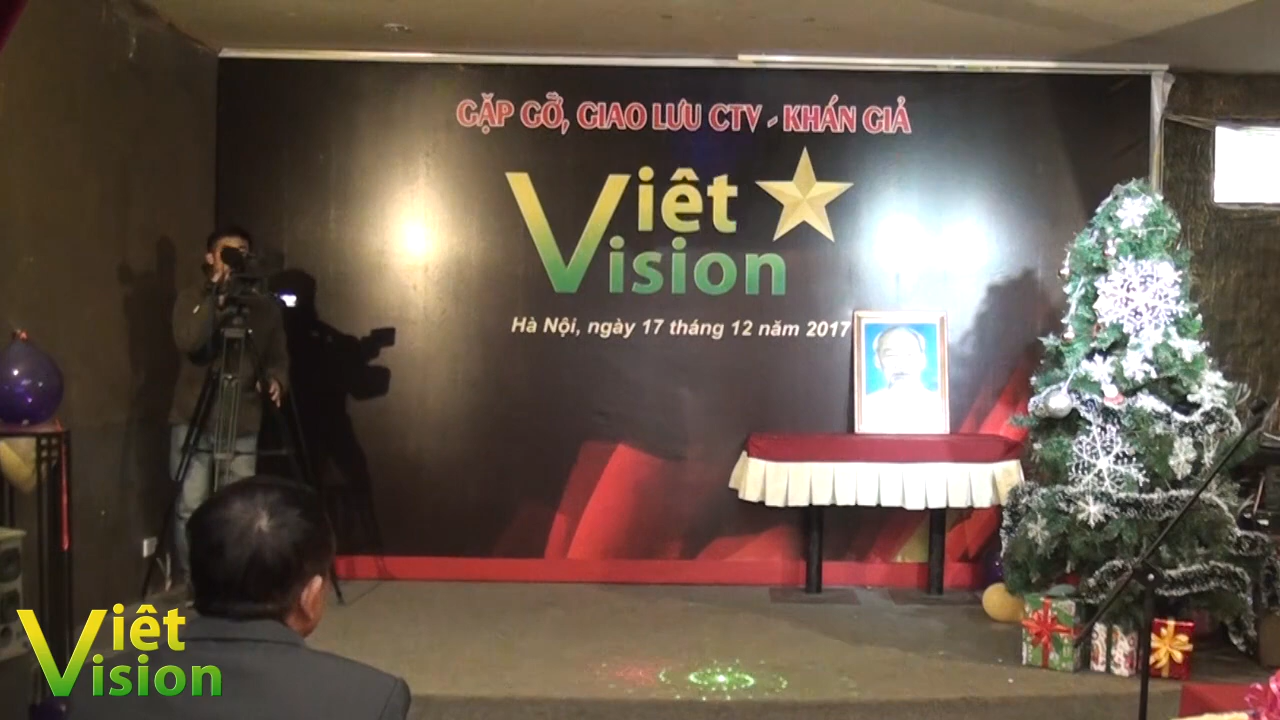 GẶP GỠ, GIAO LƯU CTV - KHÁN GIẢ
Việt
Vision
Hà Nội, ngày 17 tháng 12 năm 2017
Việt
Vision